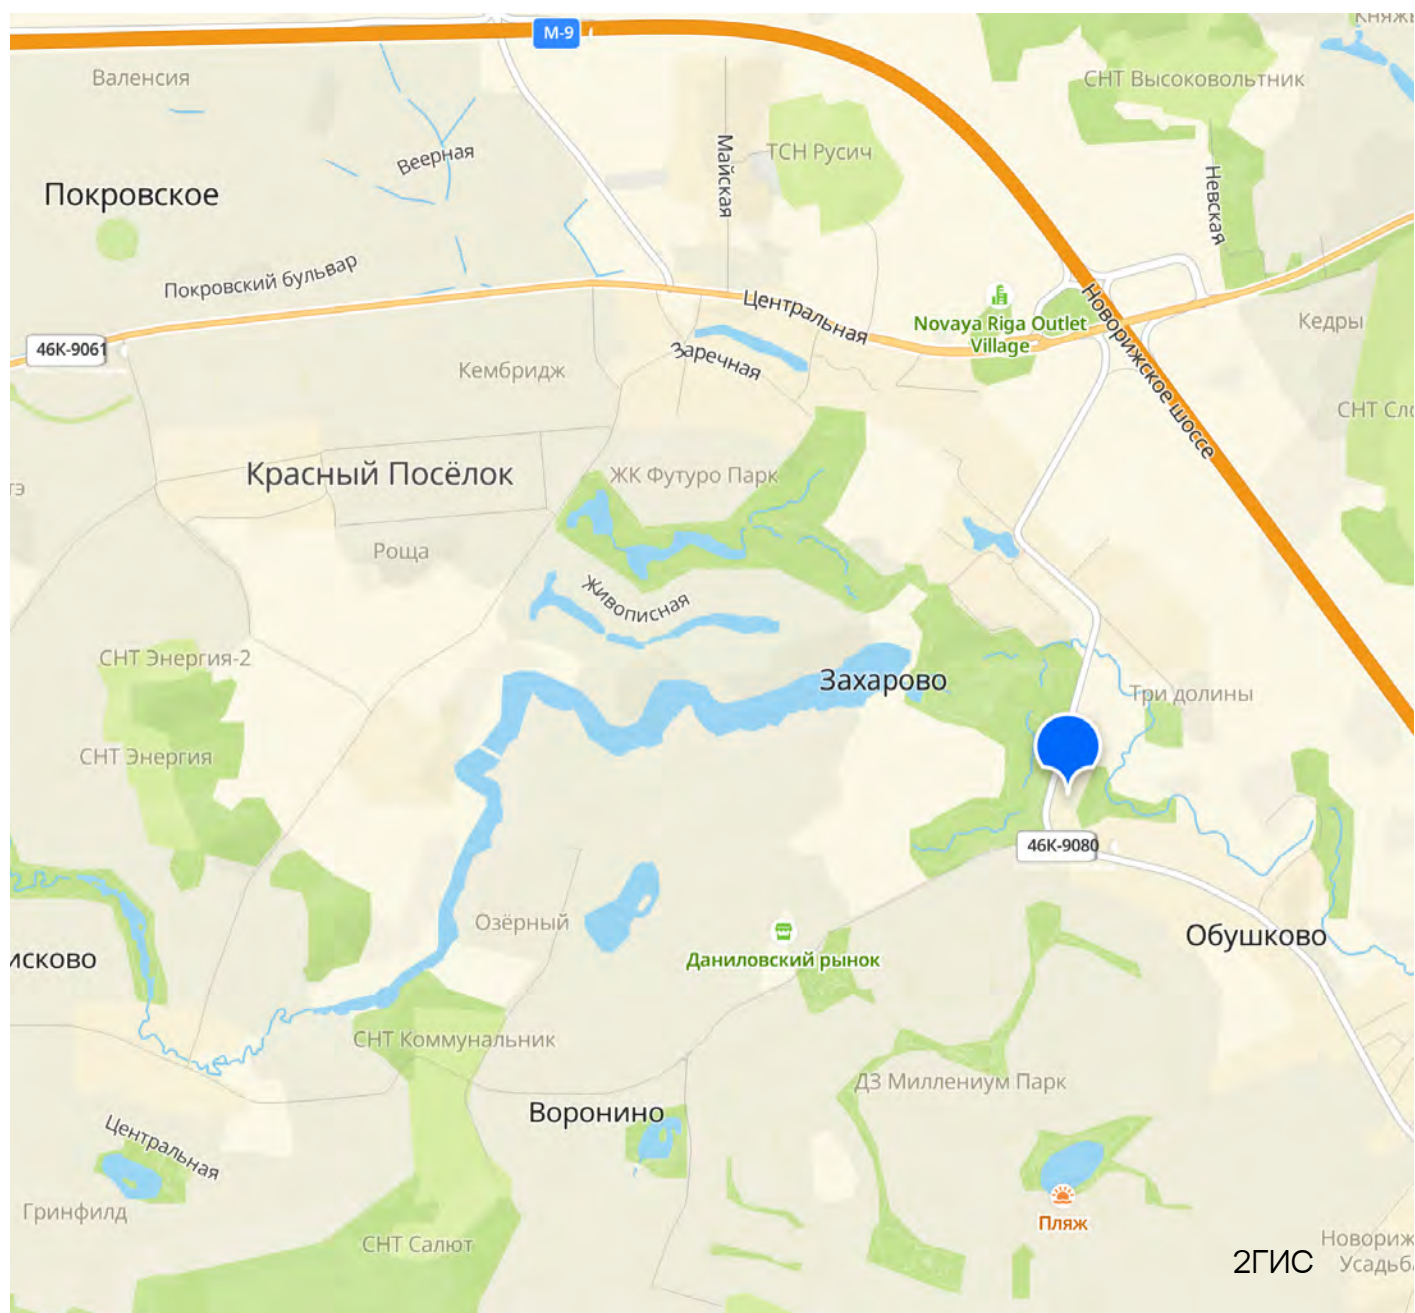 М-9
Валенсия
СНТ Высоковольтник
Веерная
Майская
ТСН Русич
Покровское
Невская
Покровский бульвар
Центральная
Novaya Riga Outlet
Village
Новорижское шоссе
Кедры
46К-9061
Заречная
Кембридж
Красный Посёлок
ЖК Футуро Парк
Роща
Живописная
СНТ Энергия-2
Захарово
Три долины
СНТ Энергия
46К-9080
Озёрный
Даниловский рынок
Обушково
исково
СНТ Коммунальник
ДЗ Миллениум Парк
Воронино
Центральная
Гринфилд
Пляж
СНТ Салют
2ГИС
Новориж
Усадьб